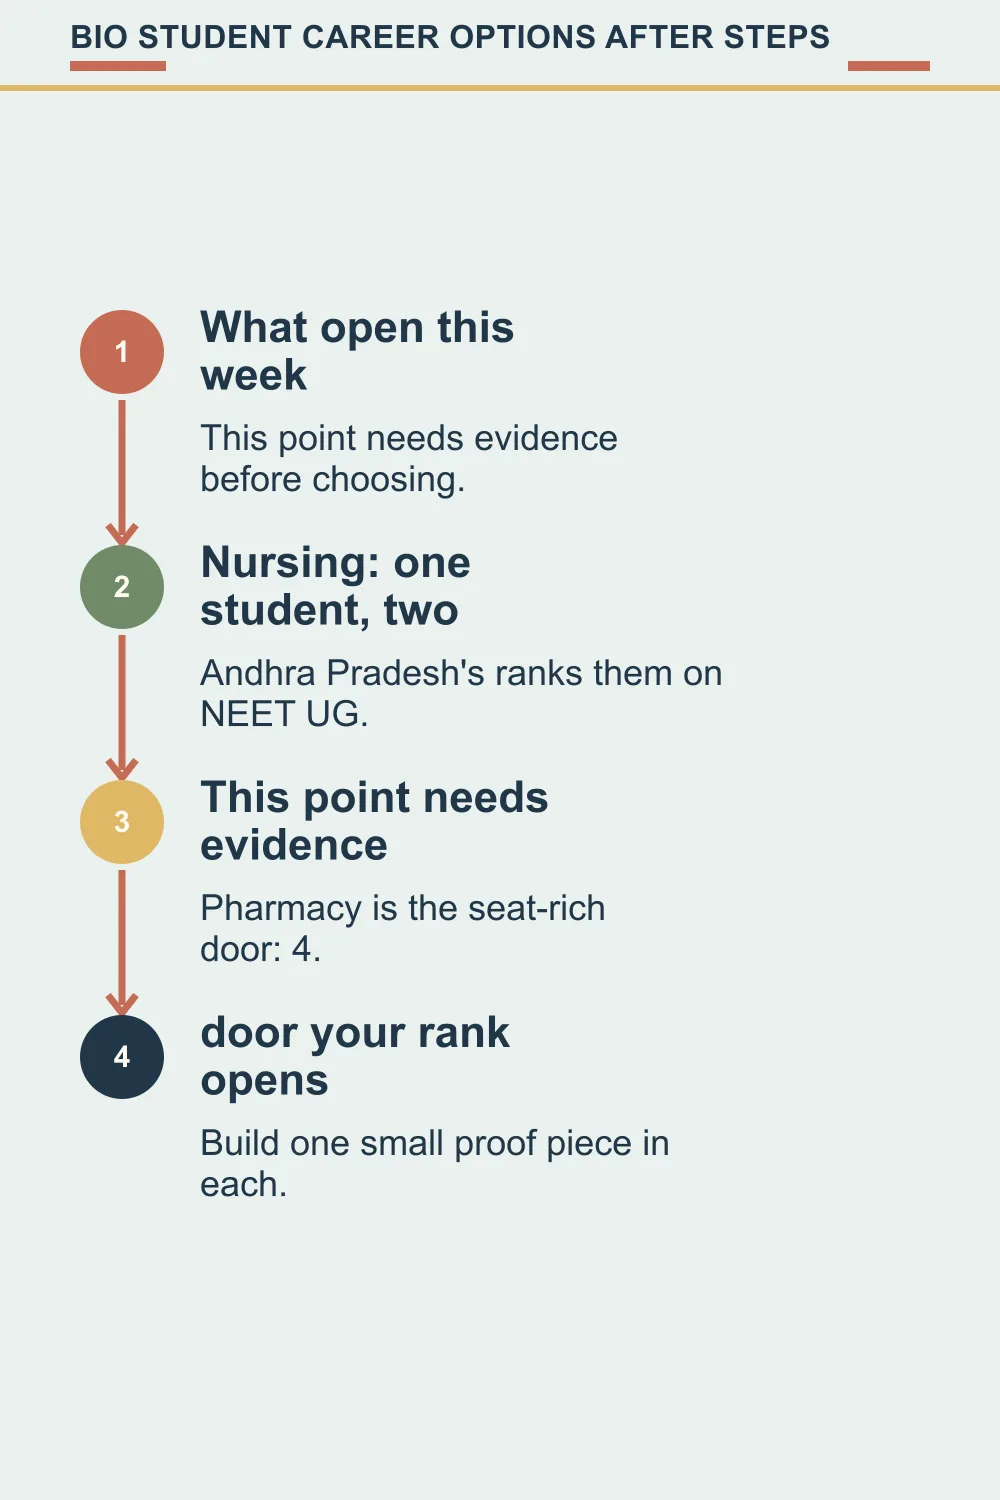 BIO STUDENT CAREER OPTIONS AFTER STEPS
1
What open this
week
This point needs evidence
before choosing.
2
Nursing: one
student, two
Andhra Pradesh's ranks them on
NEET UG.
3
This point needs
evidence
Pharmacy is the seat-rich
door: 4.
4
door your rank
opens
Build one small proof piece in
each.